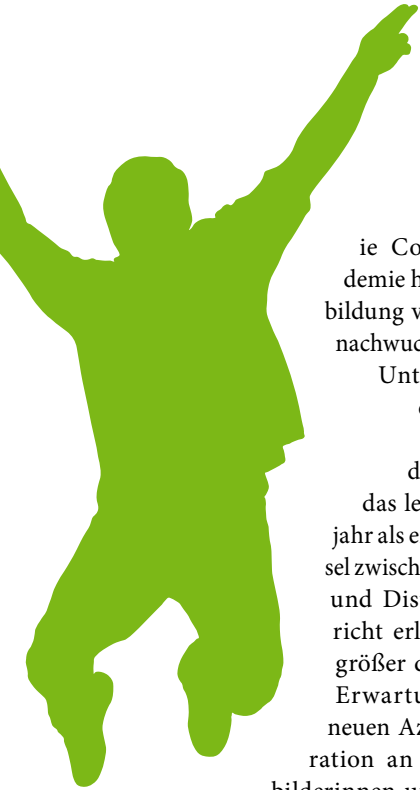 ie Co
demie h
bildung v
nachwuc
Unt
d
das le
jahr als e
sel zwisch
und Dis
richt erl
größer d
Erwartu
neuen Az
ration an
bilderinnen u